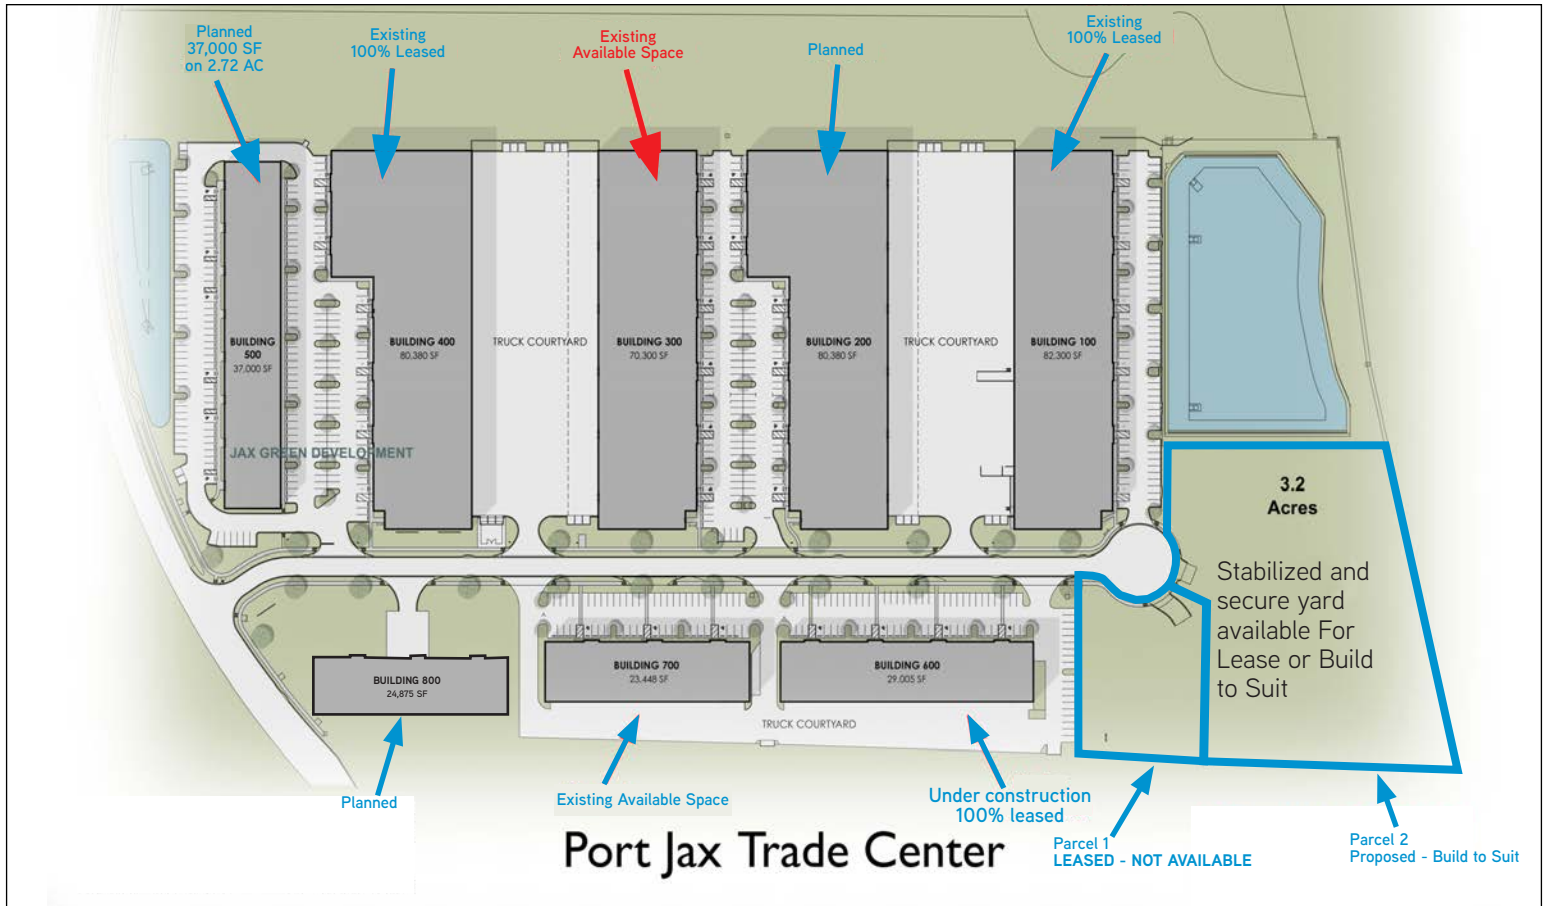 Planned
37,000 SF
on 2.72 AC
Existing
100% Leased
Existing
Available Space
Planned
Existing
100% Leased
BUILDING
500
37,000 SF
BUILDING 400
80,380 SF
TRUCK COURTYARD
BUILDING 300
70,300 SF
BUILDING 200
80,380 SF
TRUCK COURTYARD
BUILDING 100
82,300 SF
JAX GREEN DEVELOPMENT
3.2
Acres
Stabilized and
secure yard
available For
Lease or Build
to Suit
BUILDING 800
24,875 SF
BUILDING 700
23,448 SF
BUILDING 600
29,005 SF
TRUCK COURTYARD
Planned
Existing Available Space
Under construction
100% leased
Parcel 1
LEASED - NOT AVAILABLE
Parcel 2
Proposed - Build to Suit
Port Jax Trade Center